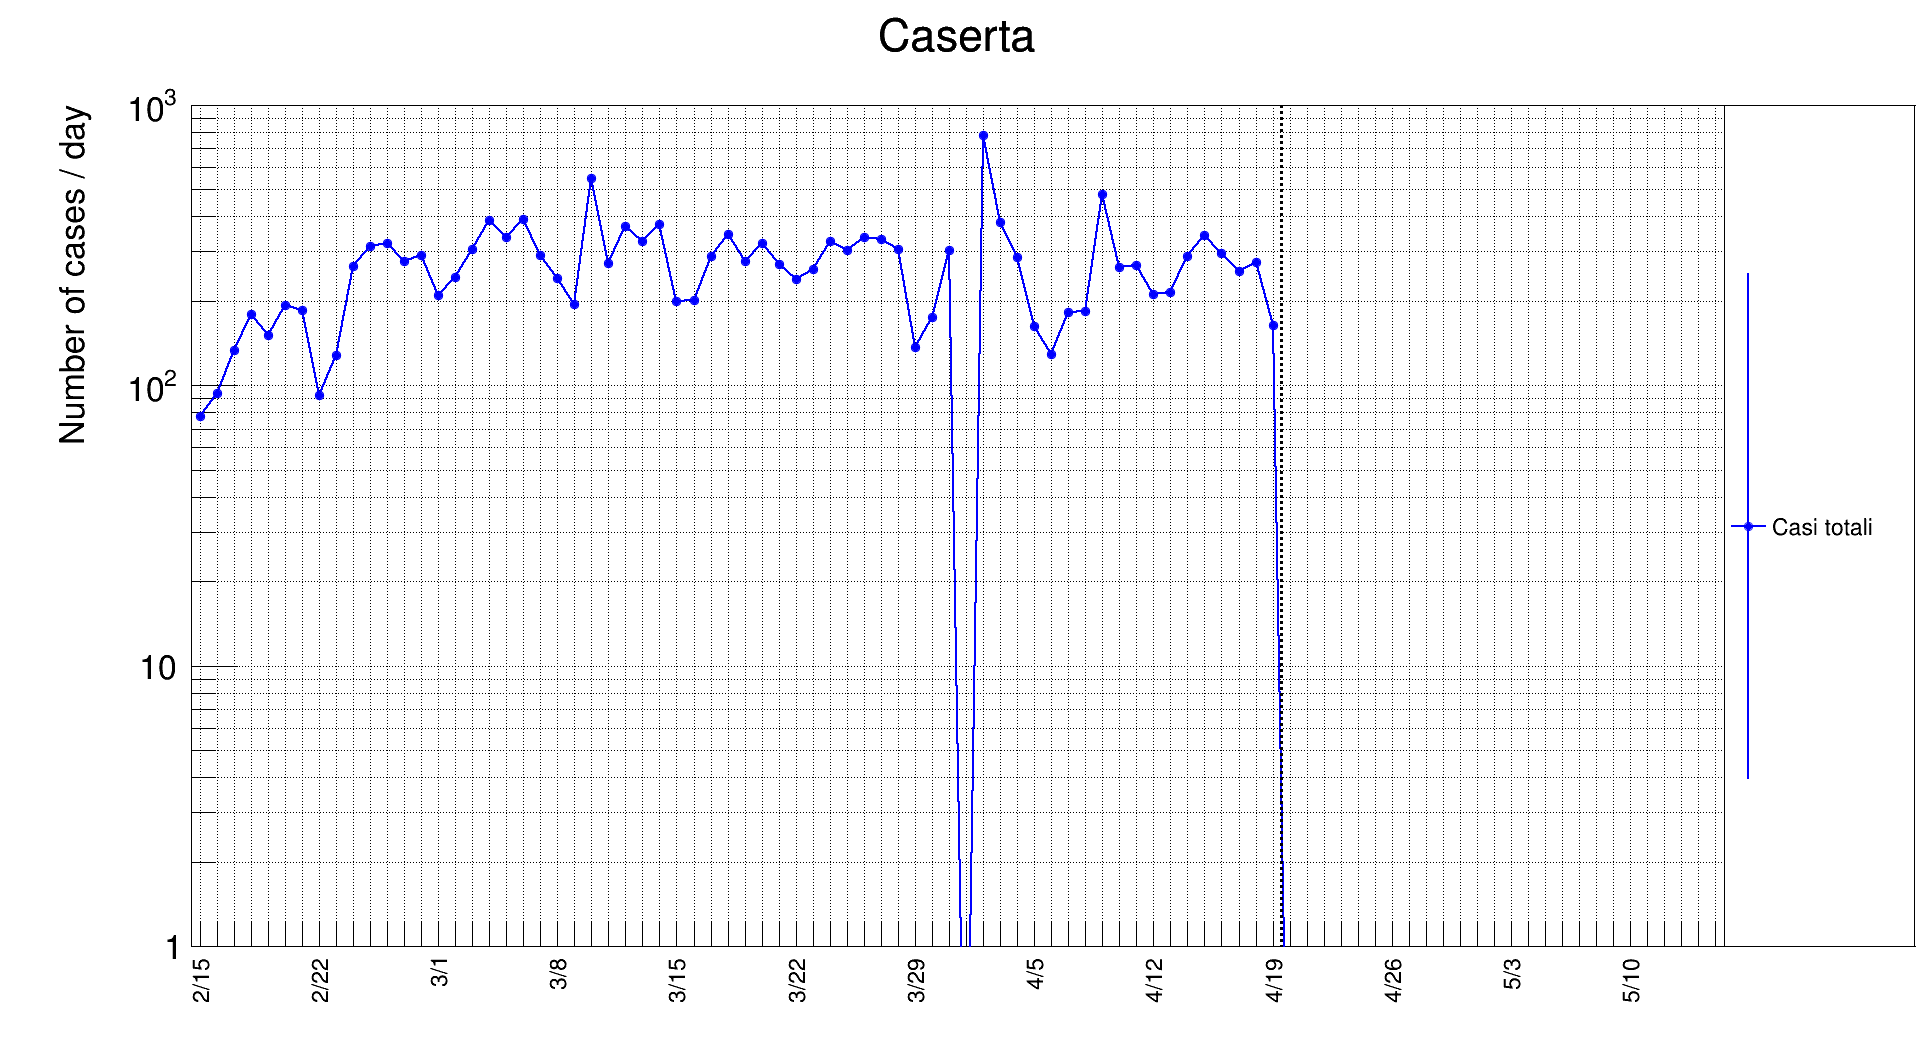 Caserta
Number of cases / day
10³
10²
10
1
2/15 2/22 3/1 3/8 3/15 3/22 3/29 4/5 4/12 4/19 4/26 5/3 5/10
Casi totali